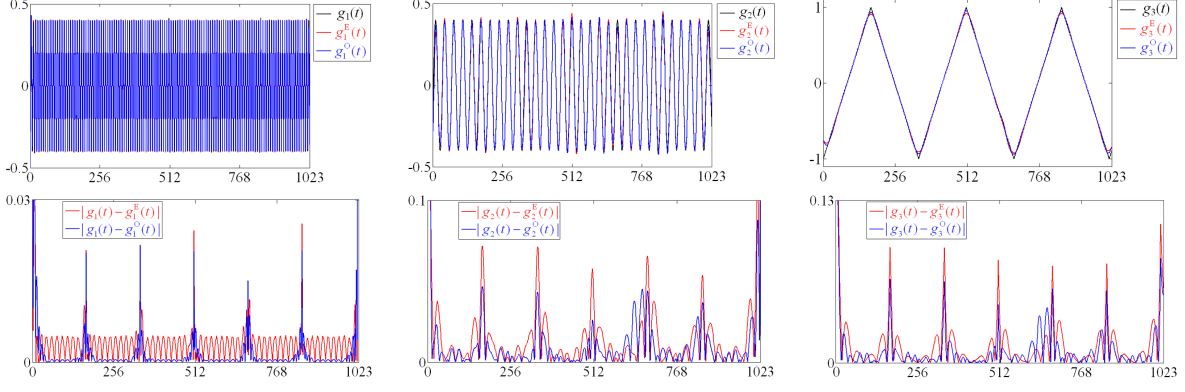 0.5
0
-0.5
0 256 512 768 1023
g₁(t)
g₁ᴱ(t)
g₁ᴼ(t)
0.5
0
-0.5
0 256 512 768 1023
g₂(t)
g₂ᴱ(t)
g₂ᴼ(t)
1
0
-1
0 256 512 768 1023
g₃(t)
g₃ᴱ(t)
g₃ᴼ(t)
0.03
0
0 256 512 768 1023
|g₁(t)−g₁ᴱ(t)|
|g₁(t)−g₁ᴼ(t)|
0.1
0
0 256 512 768 1023
|g₂(t)−g₂ᴱ(t)|
|g₂(t)−g₂ᴼ(t)|
0.13
0
0 256 512 768 1023
|g₃(t)−g₃ᴱ(t)|
|g₃(t)−g₃ᴼ(t)|